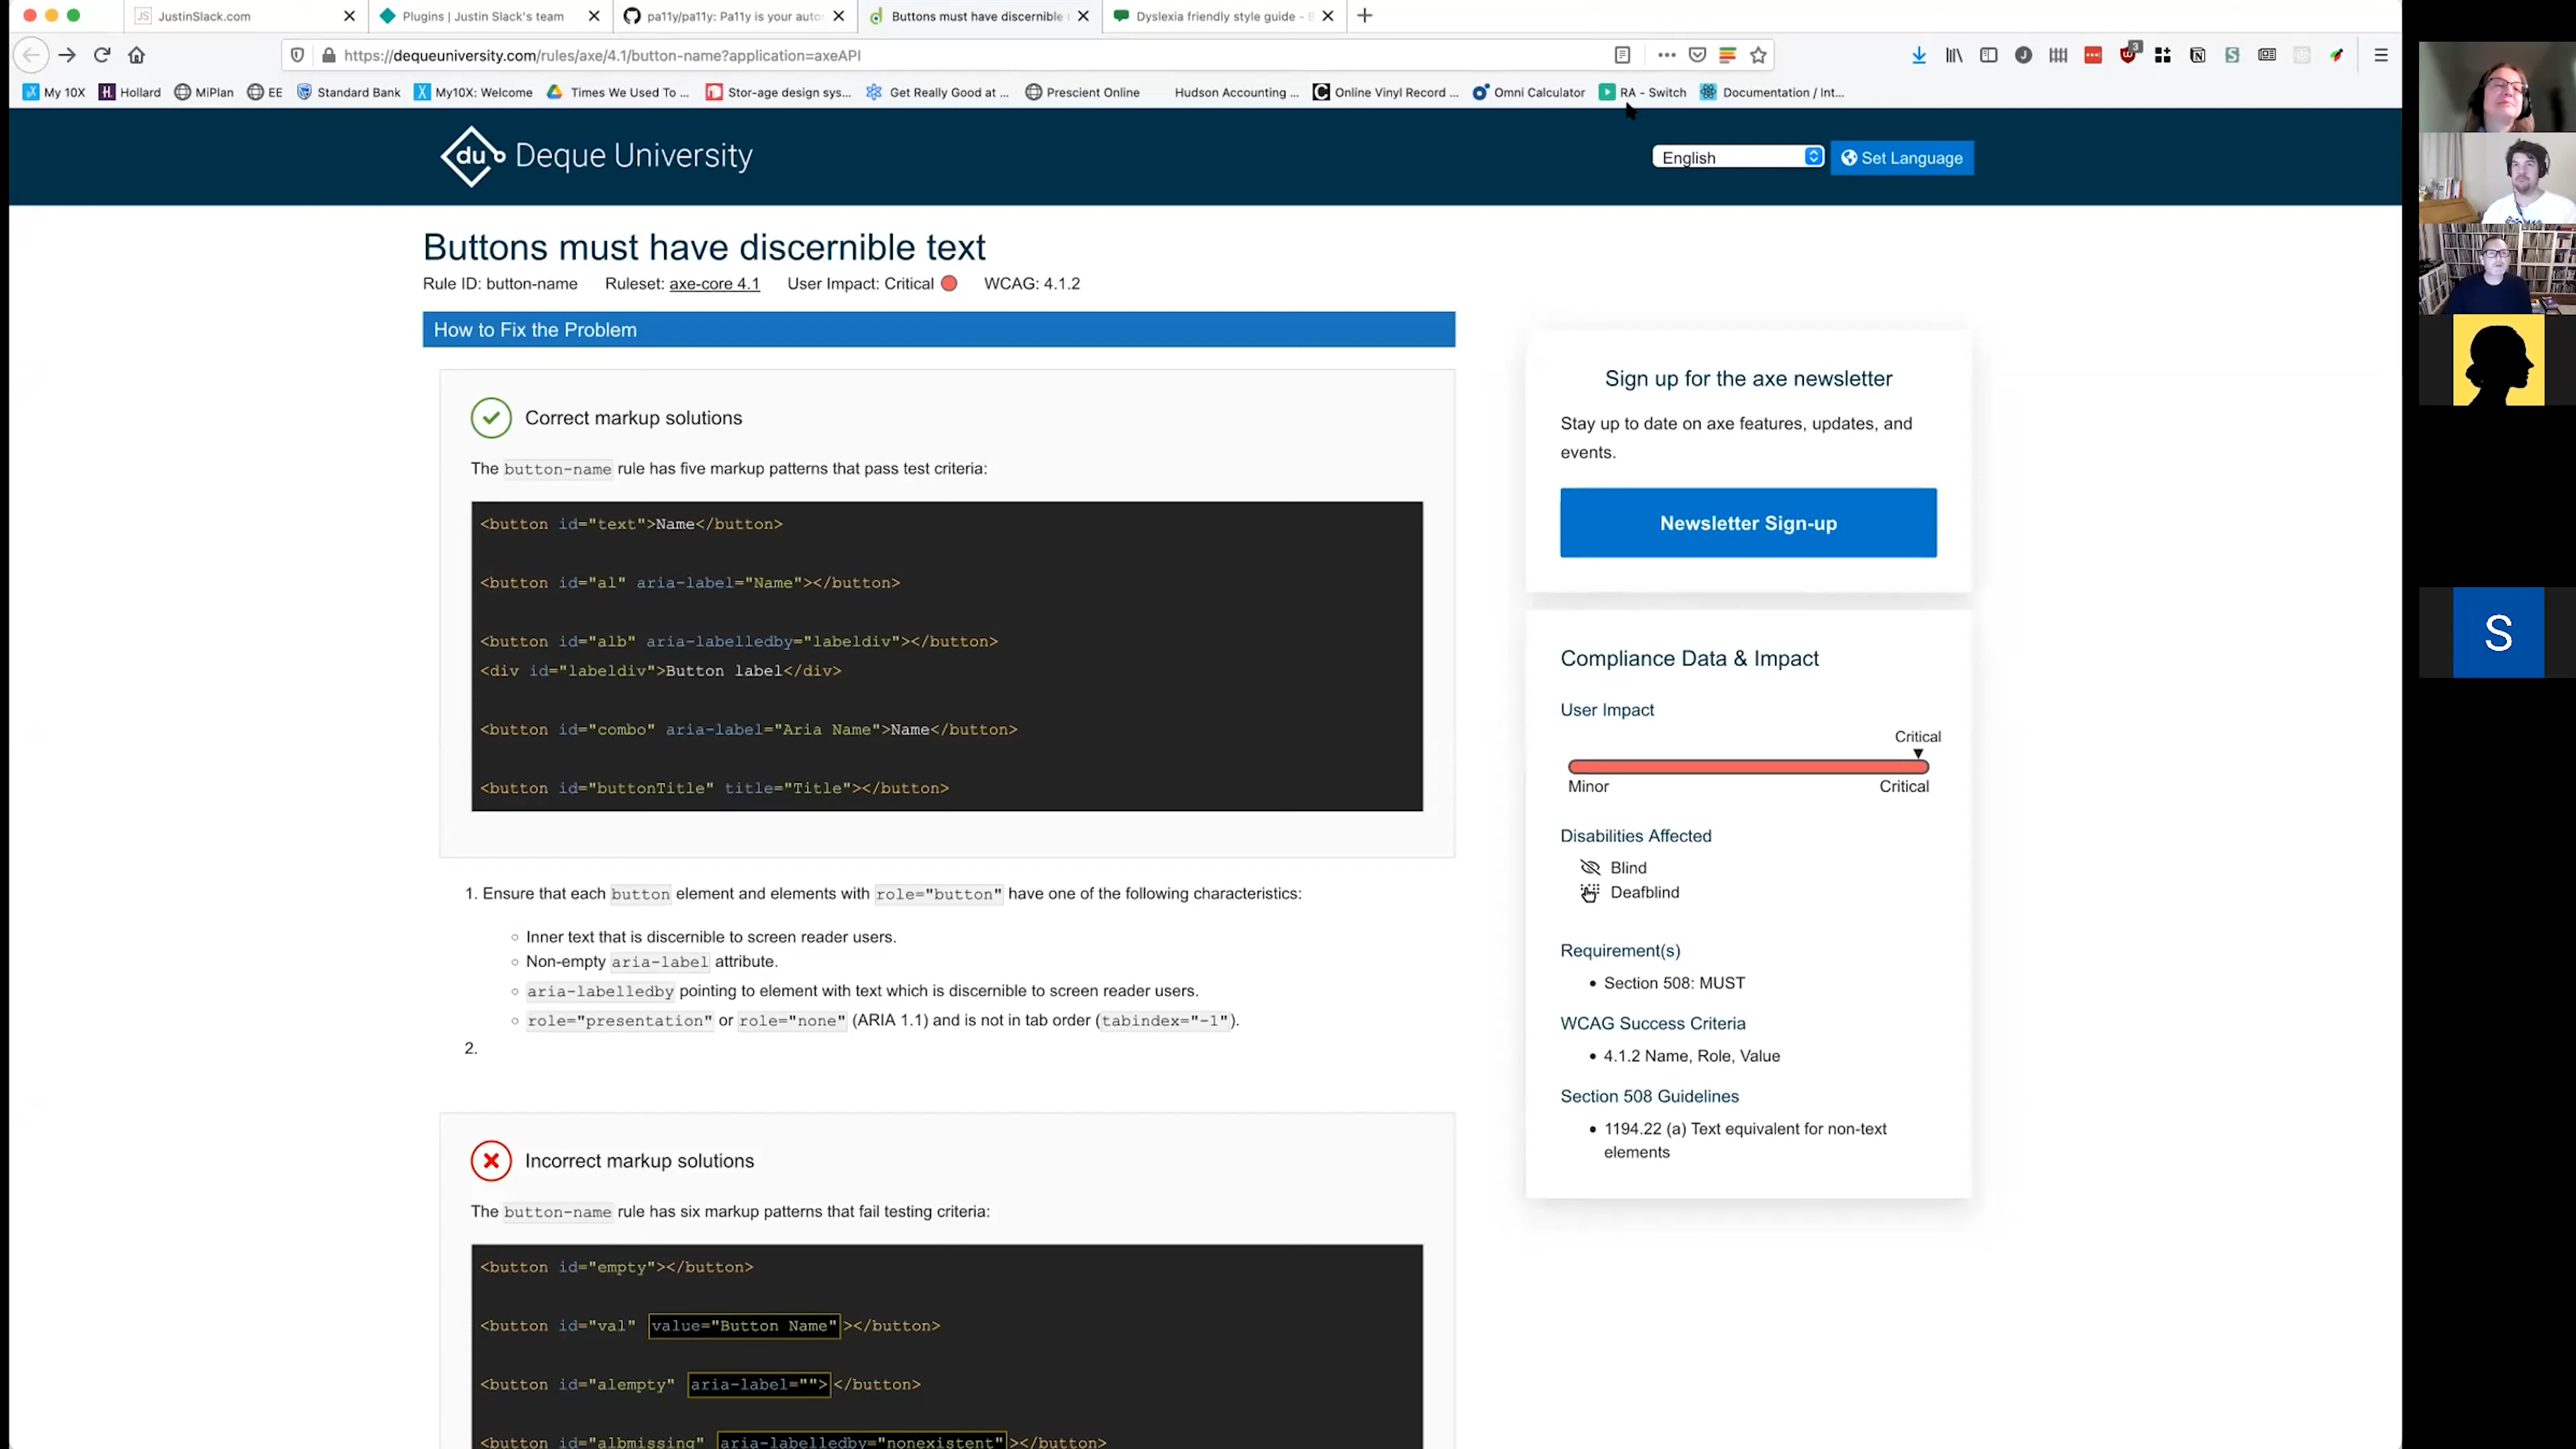 JustinSlack.com
Plugins | Justin Slack's team
pa11y/pa11y: Pa11y is your auto
Buttons must have discernible
Dyslexia friendly style guide -
https://dequeuniversity.com/rules/axe/4.1/button-name?application=axeAPI
3
My 10X
Hollard
MiPlan
EE
Standard Bank
My10X: Welcome
Times We Used To ...
Stor-age design sys...
Get Really Good at ...
Prescient Online
Hudson Accounting ...
Online Vinyl Record ...
Omni Calculator
RA - Switch
Documentation / Int...
du Deque University
English
Set Language
Buttons must have discernible text
Rule ID: button-name Ruleset: axe-core 4.1 User Impact: Critical WCAG: 4.1.2
How to Fix the Problem
Correct markup solutions
The button-name rule has five markup patterns that pass test criteria:
<button id="text">Name</button>
<button id="al" aria-label="Name"></button>
<button id="alb" aria-labelledby="labeldiv"></button>
<div id="labeldiv">Button label</div>
<button id="combo" aria-label="Aria Name">Name</button>
<button id="buttonTitle" title="Title"></button>
1. Ensure that each button element and elements with role="button" have one of the following characteristics:
Inner text that is discernible to screen reader users.
Non-empty aria-label attribute.
aria-labelledby pointing to element with text which is discernible to screen reader users.
role="presentation" or role="none" (ARIA 1.1) and is not in tab order (tabindex="-1").
2.
Incorrect markup solutions
The button-name rule has six markup patterns that fail testing criteria:
<button id="empty"></button>
<button id="val" value="Button Name"></button>
<button id="alempty" aria-label=""></button>
<button id="albmissing" aria-labelledby="nonexistent"></button>
Sign up for the axe newsletter
Stay up to date on axe features, updates, and
events.
Newsletter Sign-up
Compliance Data & Impact
User Impact
Critical
Minor Critical
Disabilities Affected
Blind
Deafblind
Requirement(s)
• Section 508: MUST
WCAG Success Criteria
• 4.1.2 Name, Role, Value
Section 508 Guidelines
• 1194.22 (a) Text equivalent for non-text
elements
S